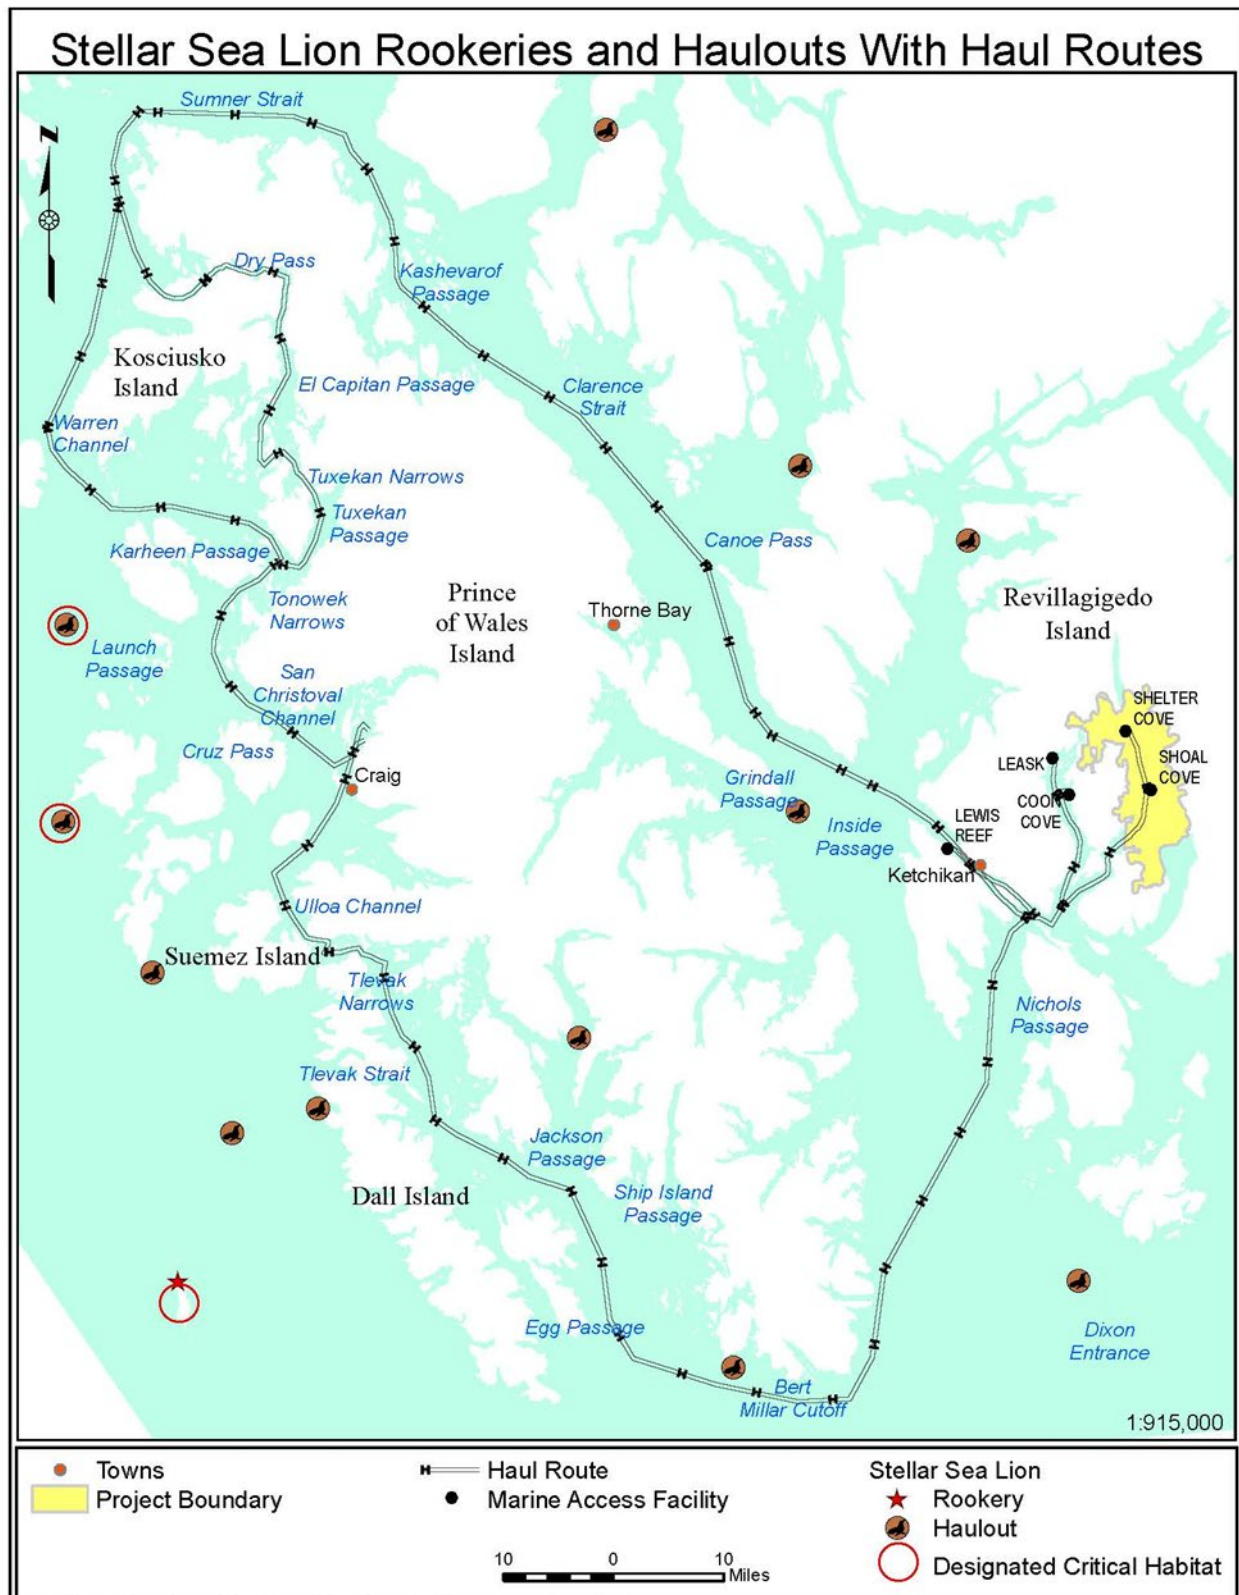 Stellar Sea Lion Rookeries and Haulouts With Haul Routes
Sumner Strait
N
Dry Pass
Kashevarof
Passage
Kosciusko
Island
El Capitan Passage
Clarence
Strait
Warren
Channel
Tuxekan Narrows
Tuxekan
Passage
Karheen Passage
Canoe Pass
Tonowek
Narrows
Prince
of Wales
Island
Thorne Bay
Revillagigedo
Island
Launch
Passage
San
Christoval
Channel
Cruz Pass
Craig
SHELTER
COVE
LEASK
SHOAL
COVE
COON
COVE
Grindall
Passage
Inside
Passage
LEWIS
REEF
Ketchikan
Ulloa Channel
Suemez Island
Tlevak
Narrows
Nichols
Passage
Tlevak Strait
Jackson
Passage
Dall Island
Ship Island
Passage
Egg Passage
Dixon
Entrance
Bert
Millar Cutoff
1:915,000
Towns
Project Boundary
Haul Route
Marine Access Facility
Stellar Sea Lion
Rookery
Haulout
Designated Critical Habitat
10 0 10
Miles